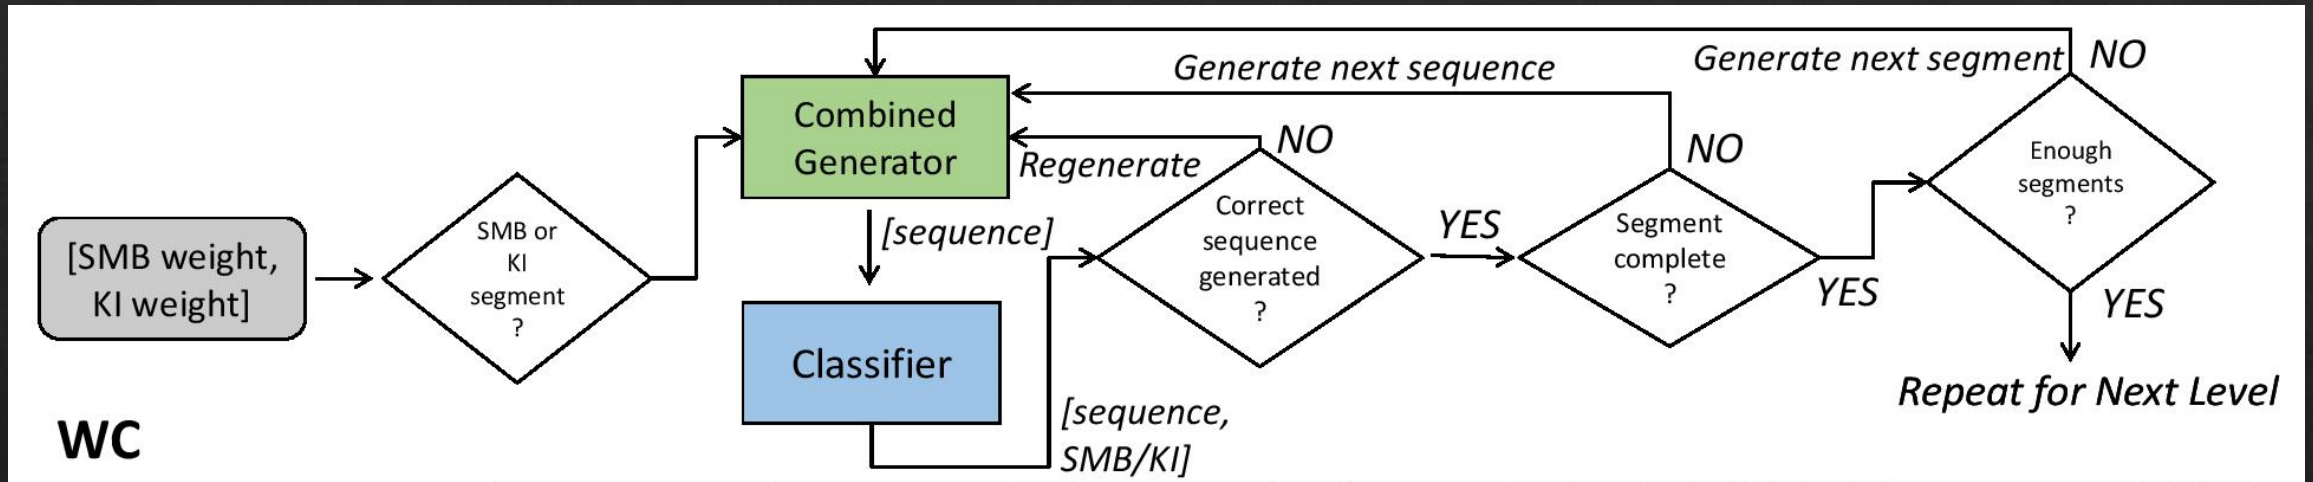 [SMB weight,
KI weight]
SMB or
KI
segment
?
Combined
Generator
[sequence]
Classifier
[sequence,
SMB/KI]
Correct
sequence
generated
?
NO
Regenerate
YES
Segment
complete
?
NO
Generate next sequence
YES
Enough
segments
?
NO
Generate next segment
YES
Repeat for Next Level
WC